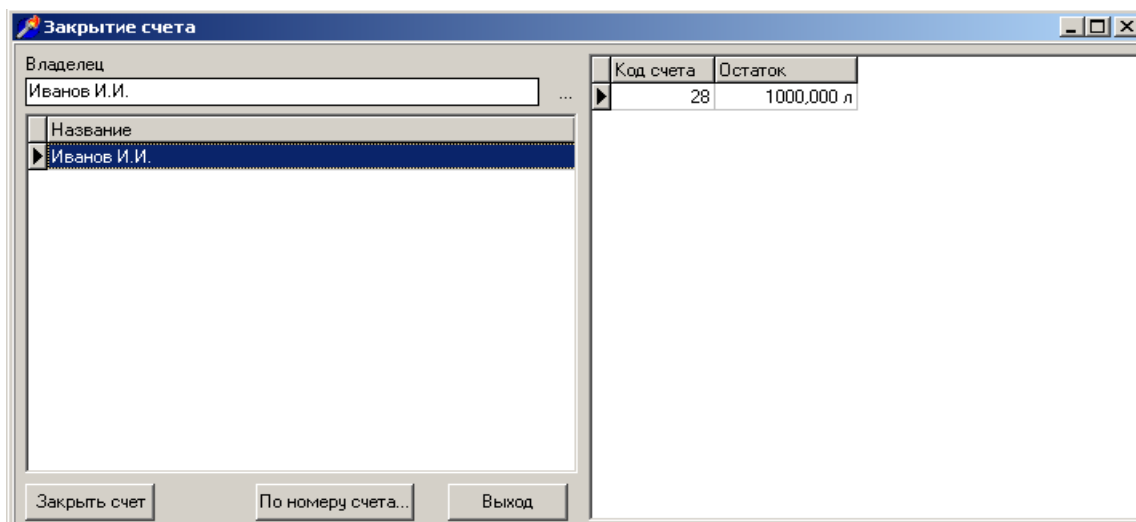 Закрытие счета
Владелец
Иванов И.И.
...
Название
Иванов И.И.
Код счета Остаток
28 1000,000 л
Закрыть счет По номеру счета... Выход